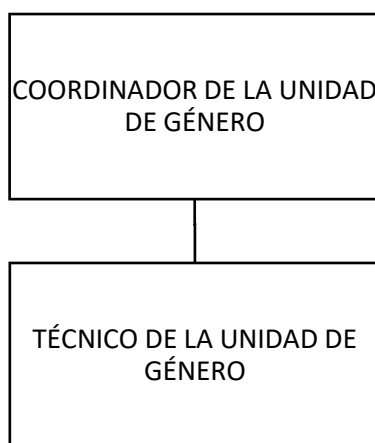 COORDINADOR DE LA UNIDAD
DE GÉNERO
TÉCNICO DE LA UNIDAD DE
GÉNERO